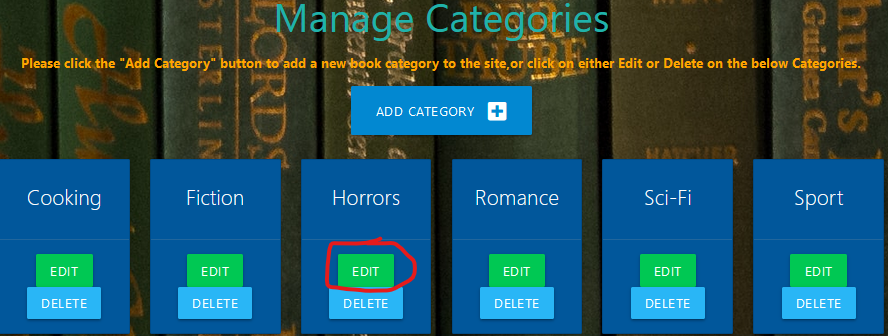 Manage Categories
Please click the "Add Category" button to add a new book category to the site,or click on either Edit or Delete on the below Categories.
ADD CATEGORY
Cooking
EDIT
DELETE
Fiction
EDIT
DELETE
Horrors
EDIT
DELETE
Romance
EDIT
DELETE
Sci-Fi
EDIT
DELETE
Sport
EDIT
DELETE
HATCHER